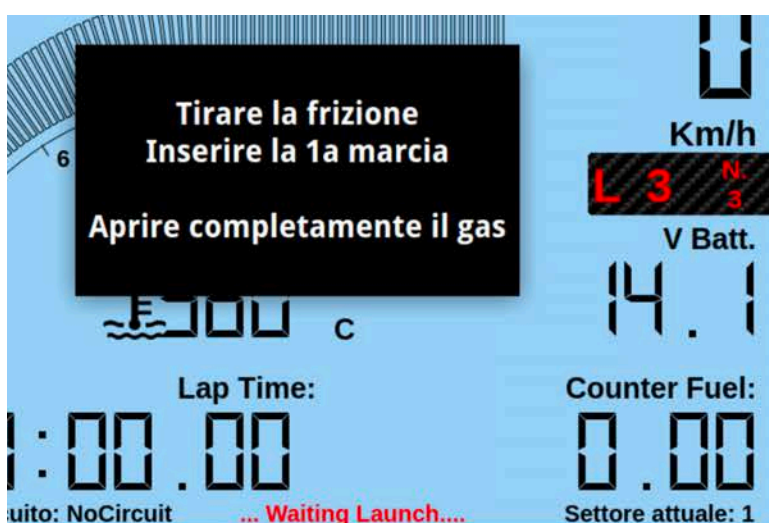 Tirare la frizione
Inserire la 1a marcia
Aprire completamente il gas
6
0
Km/h
L 3 N. 3
V Batt.
14.1
C
Lap Time:
Counter Fuel:
:00.00
0.00
NoCircuit
... Waiting Launch....
Settore attuale: 1